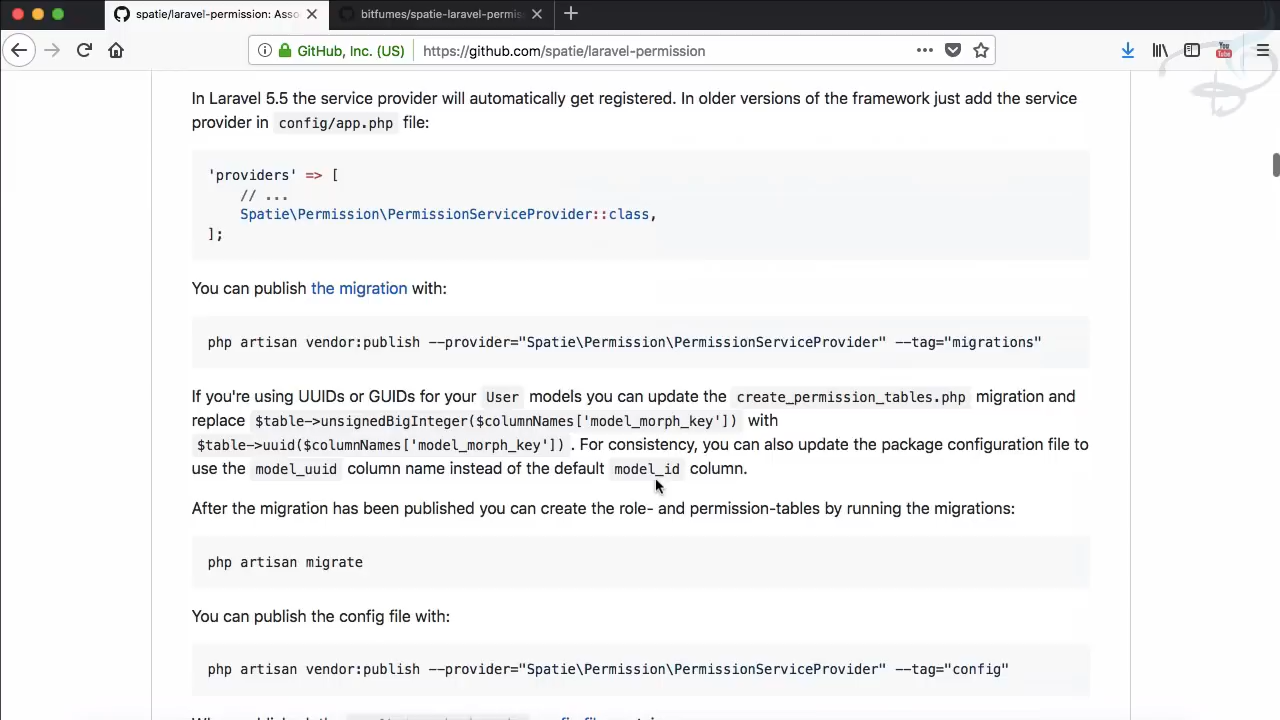 spatie/laravel-permission: Asso
bitfumes/spatie-laravel-permis
GitHub, Inc. (US)
https://github.com/spatie/laravel-permission
You Tube
In Laravel 5.5 the service provider will automatically get registered. In older versions of the framework just add the service
provider in config/app.php file:
'providers' => [
// ...
Spatie\Permission\PermissionServiceProvider::class,
];
You can publish the migration with:
php artisan vendor:publish --provider="Spatie\Permission\PermissionServiceProvider" --tag="migrations"
If you're using UUIDs or GUIDs for your User models you can update the create_permission_tables.php migration and
replace $table->unsignedBigInteger($columnNames['model_morph_key']) with
$table->uuid($columnNames['model_morph_key']) . For consistency, you can also update the package configuration file to
use the model_uuid column name instead of the default model_id column.
After the migration has been published you can create the role- and permission-tables by running the migrations:
php artisan migrate
You can publish the config file with:
php artisan vendor:publish --provider="Spatie\Permission\PermissionServiceProvider" --tag="config"